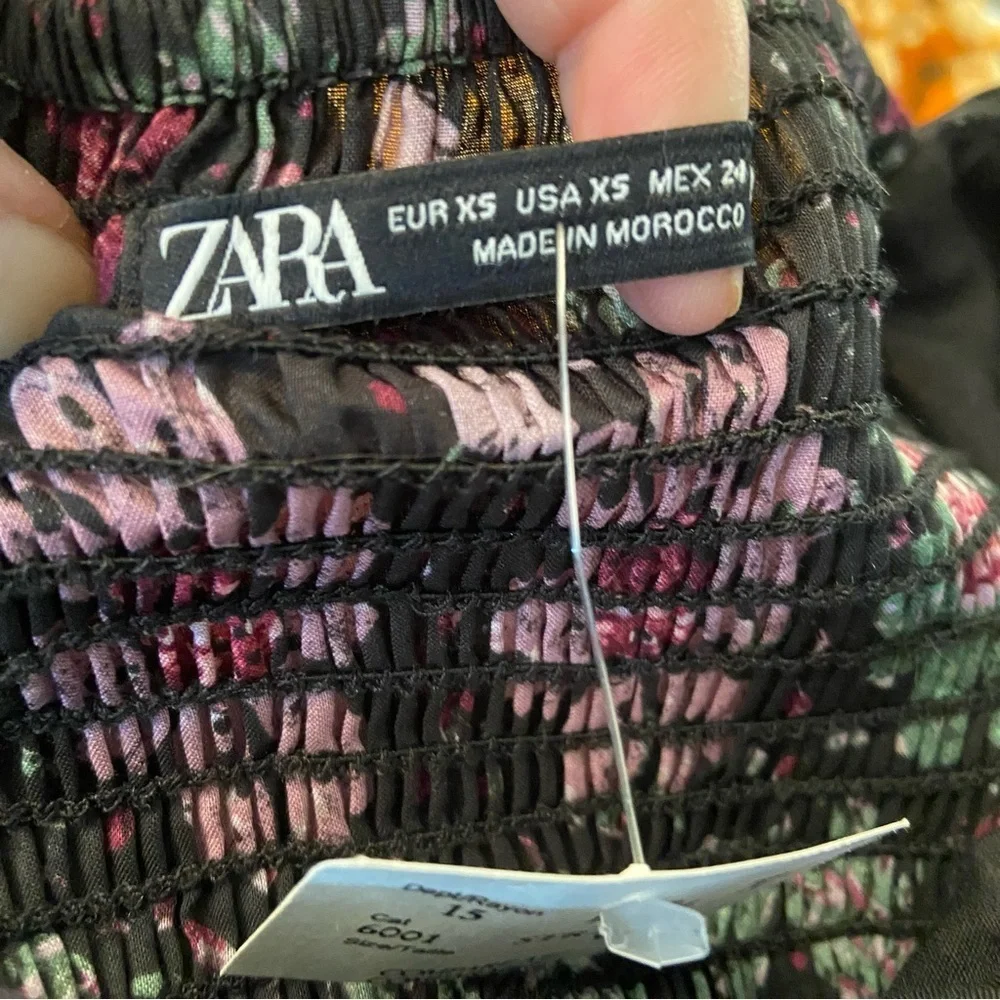 ZARA
EUR XS USA XS MEX 24
MADE IN MOROCCO
Dept/Rayon
15
Cat
6001
Size/Taille